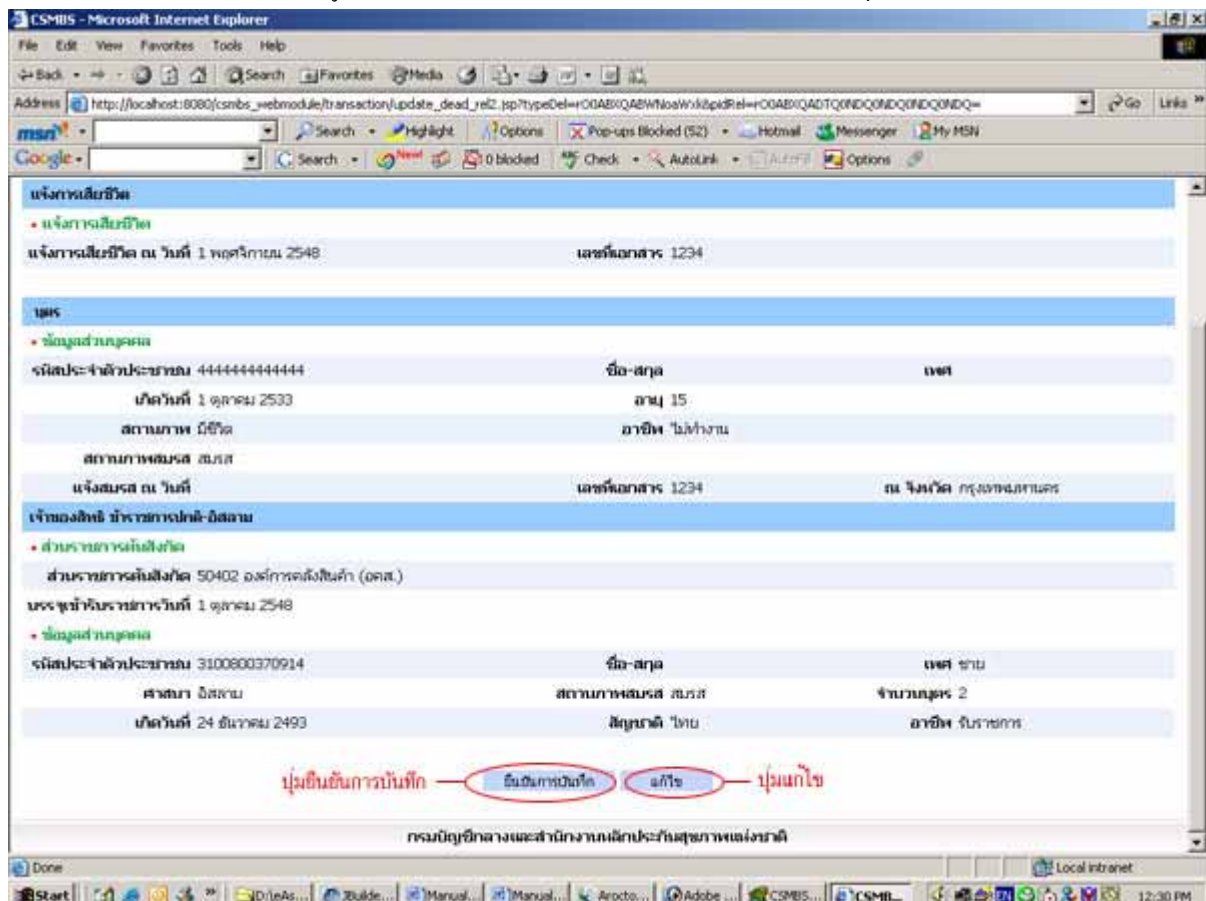 CSMBS - Microsoft Internet Explorer
File Edit View Favorites Tools Help
Back Search Favorites Media
Address http://localhost:8080/csmbs_webmodule/transaction/update_dead_rel2.jsp?typeDel= Go Links »
msn Search Highlight Options Pop-ups Blocked (52) Hotmail Messenger My MSN
Google Search New! 0 blocked Check AutoLink AutoFill Options
แจ้งการเสียชีวิต
• แจ้งการเสียชีวิต
แจ้งการเสียชีวิต ณ วันที่ 1 พฤศจิกายน 2548 เลขที่เอกสาร 1234
บุตร
• ข้อมูลส่วนบุคคล
รหัสประจำตัวประชาชน 4444444444444 ชื่อ-สกุล เพศ
เกิดวันที่ 1 ตุลาคม 2533 อายุ 15
สถานภาพ มีชีวิต อาชีพ ไม่ทำงาน
สถานภาพสมรส สมรส
แจ้งสมรส ณ วันที่ เลขที่เอกสาร 1234 ณ จังหวัด กรุงเทพมหานคร
เจ้าของสิทธิ ข้าราชการปกติ-อิสลาม
• ส่วนราชการต้นสังกัด
ส่วนราชการต้นสังกัด 50402 องค์การคลังสินค้า (อคส.)
บรรจุเข้ารับราชการวันที่ 1 ตุลาคม 2548
• ข้อมูลส่วนบุคคล
รหัสประจำตัวประชาชน 3100800370914 ชื่อ-สกุล เพศ ชาย
ศาสนา อิสลาม สถานภาพสมรส สมรส จำนวนบุตร 2
เกิดวันที่ 24 ธันวาคม 2493 สัญชาติ ไทย อาชีพ รับราชการ
ปุ่มยืนยันการบันทึก ยืนยันการบันทึก แก้ไข ปุ่มแก้ไข
กรมบัญชีกลางและสำนักงานหลักประกันสุขภาพแห่งชาติ
Done Local intranet
Start D:\eAs... JBuilde... Manual... Manual... Adobe ... CSMBS... CSMB... EN 12:30 PM